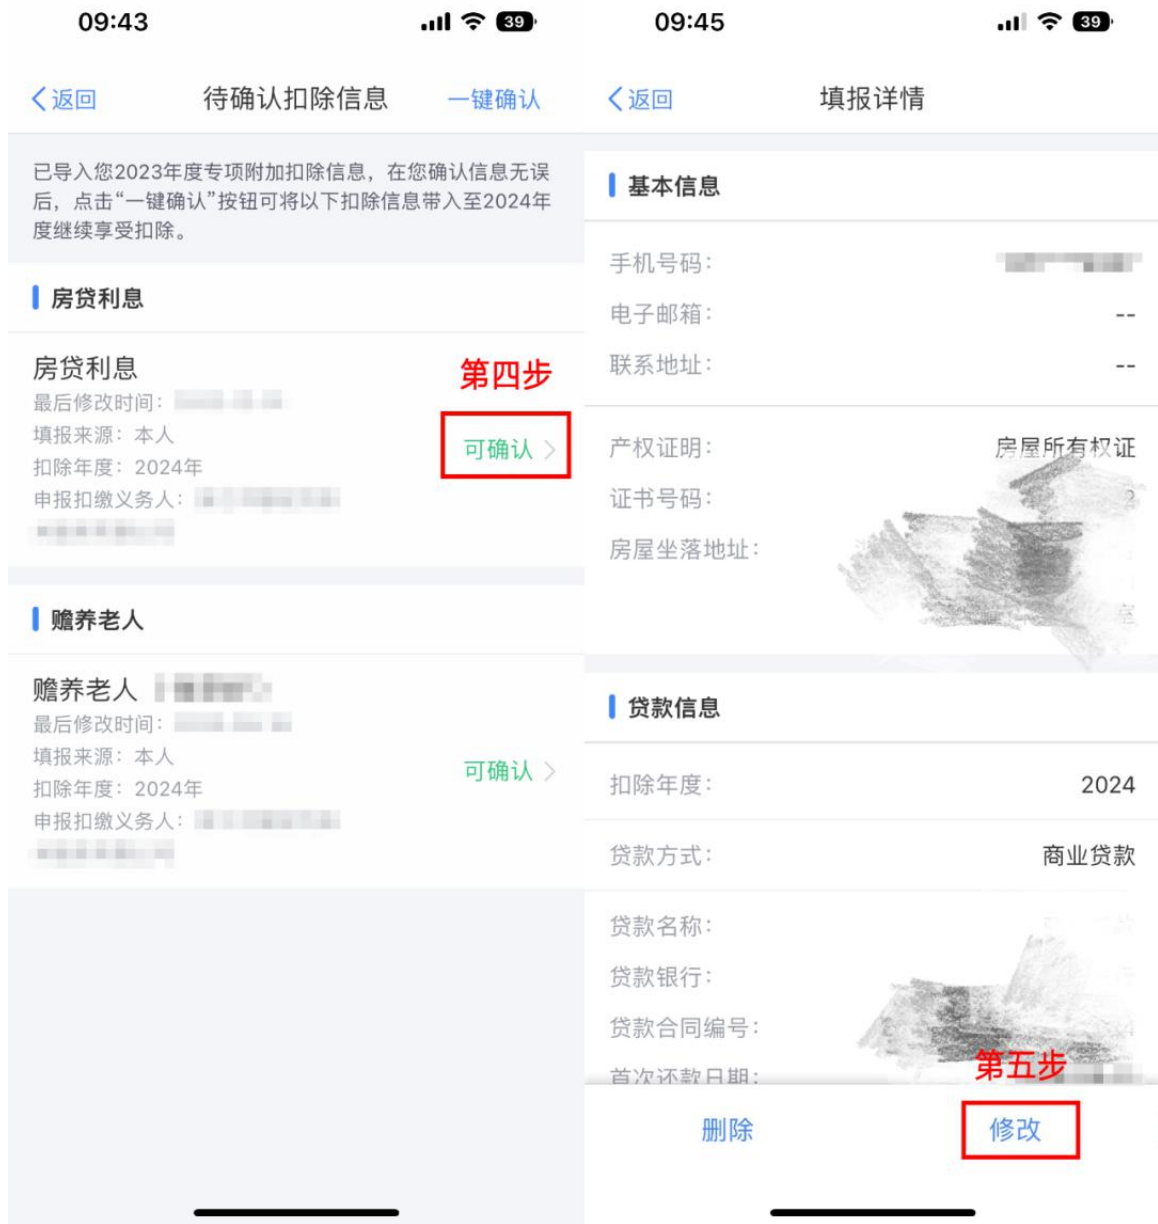 09:43
39
返回
待确认扣除信息
一键确认
已导入您2023年度专项附加扣除信息，在您确认信息无误
后，点击“一键确认”按钮可将以下扣除信息带入至2024年
度继续享受扣除。
房贷利息
房贷利息
第四步
最后修改时间：
填报来源：本人
可确认
扣除年度：2024年
申报扣缴义务人：
赡养老人
赡养老人
最后修改时间：
填报来源：本人
可确认
扣除年度：2024年
申报扣缴义务人：
09:45
39
返回
填报详情
基本信息
手机号码：
电子邮箱：
--
联系地址：
--
产权证明：
房屋所有权证
证书号码：
房屋坐落地址：
室
贷款信息
扣除年度：
2024
贷款方式：
商业贷款
贷款名称：
贷款银行：
贷款合同编号：
首次还款日期：
第五步
删除
修改